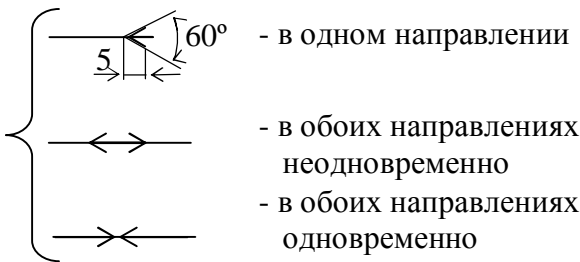 60º - в одном направлении
5
- в обоих направлениях
неодновременно
- в обоих направлениях
одновременно